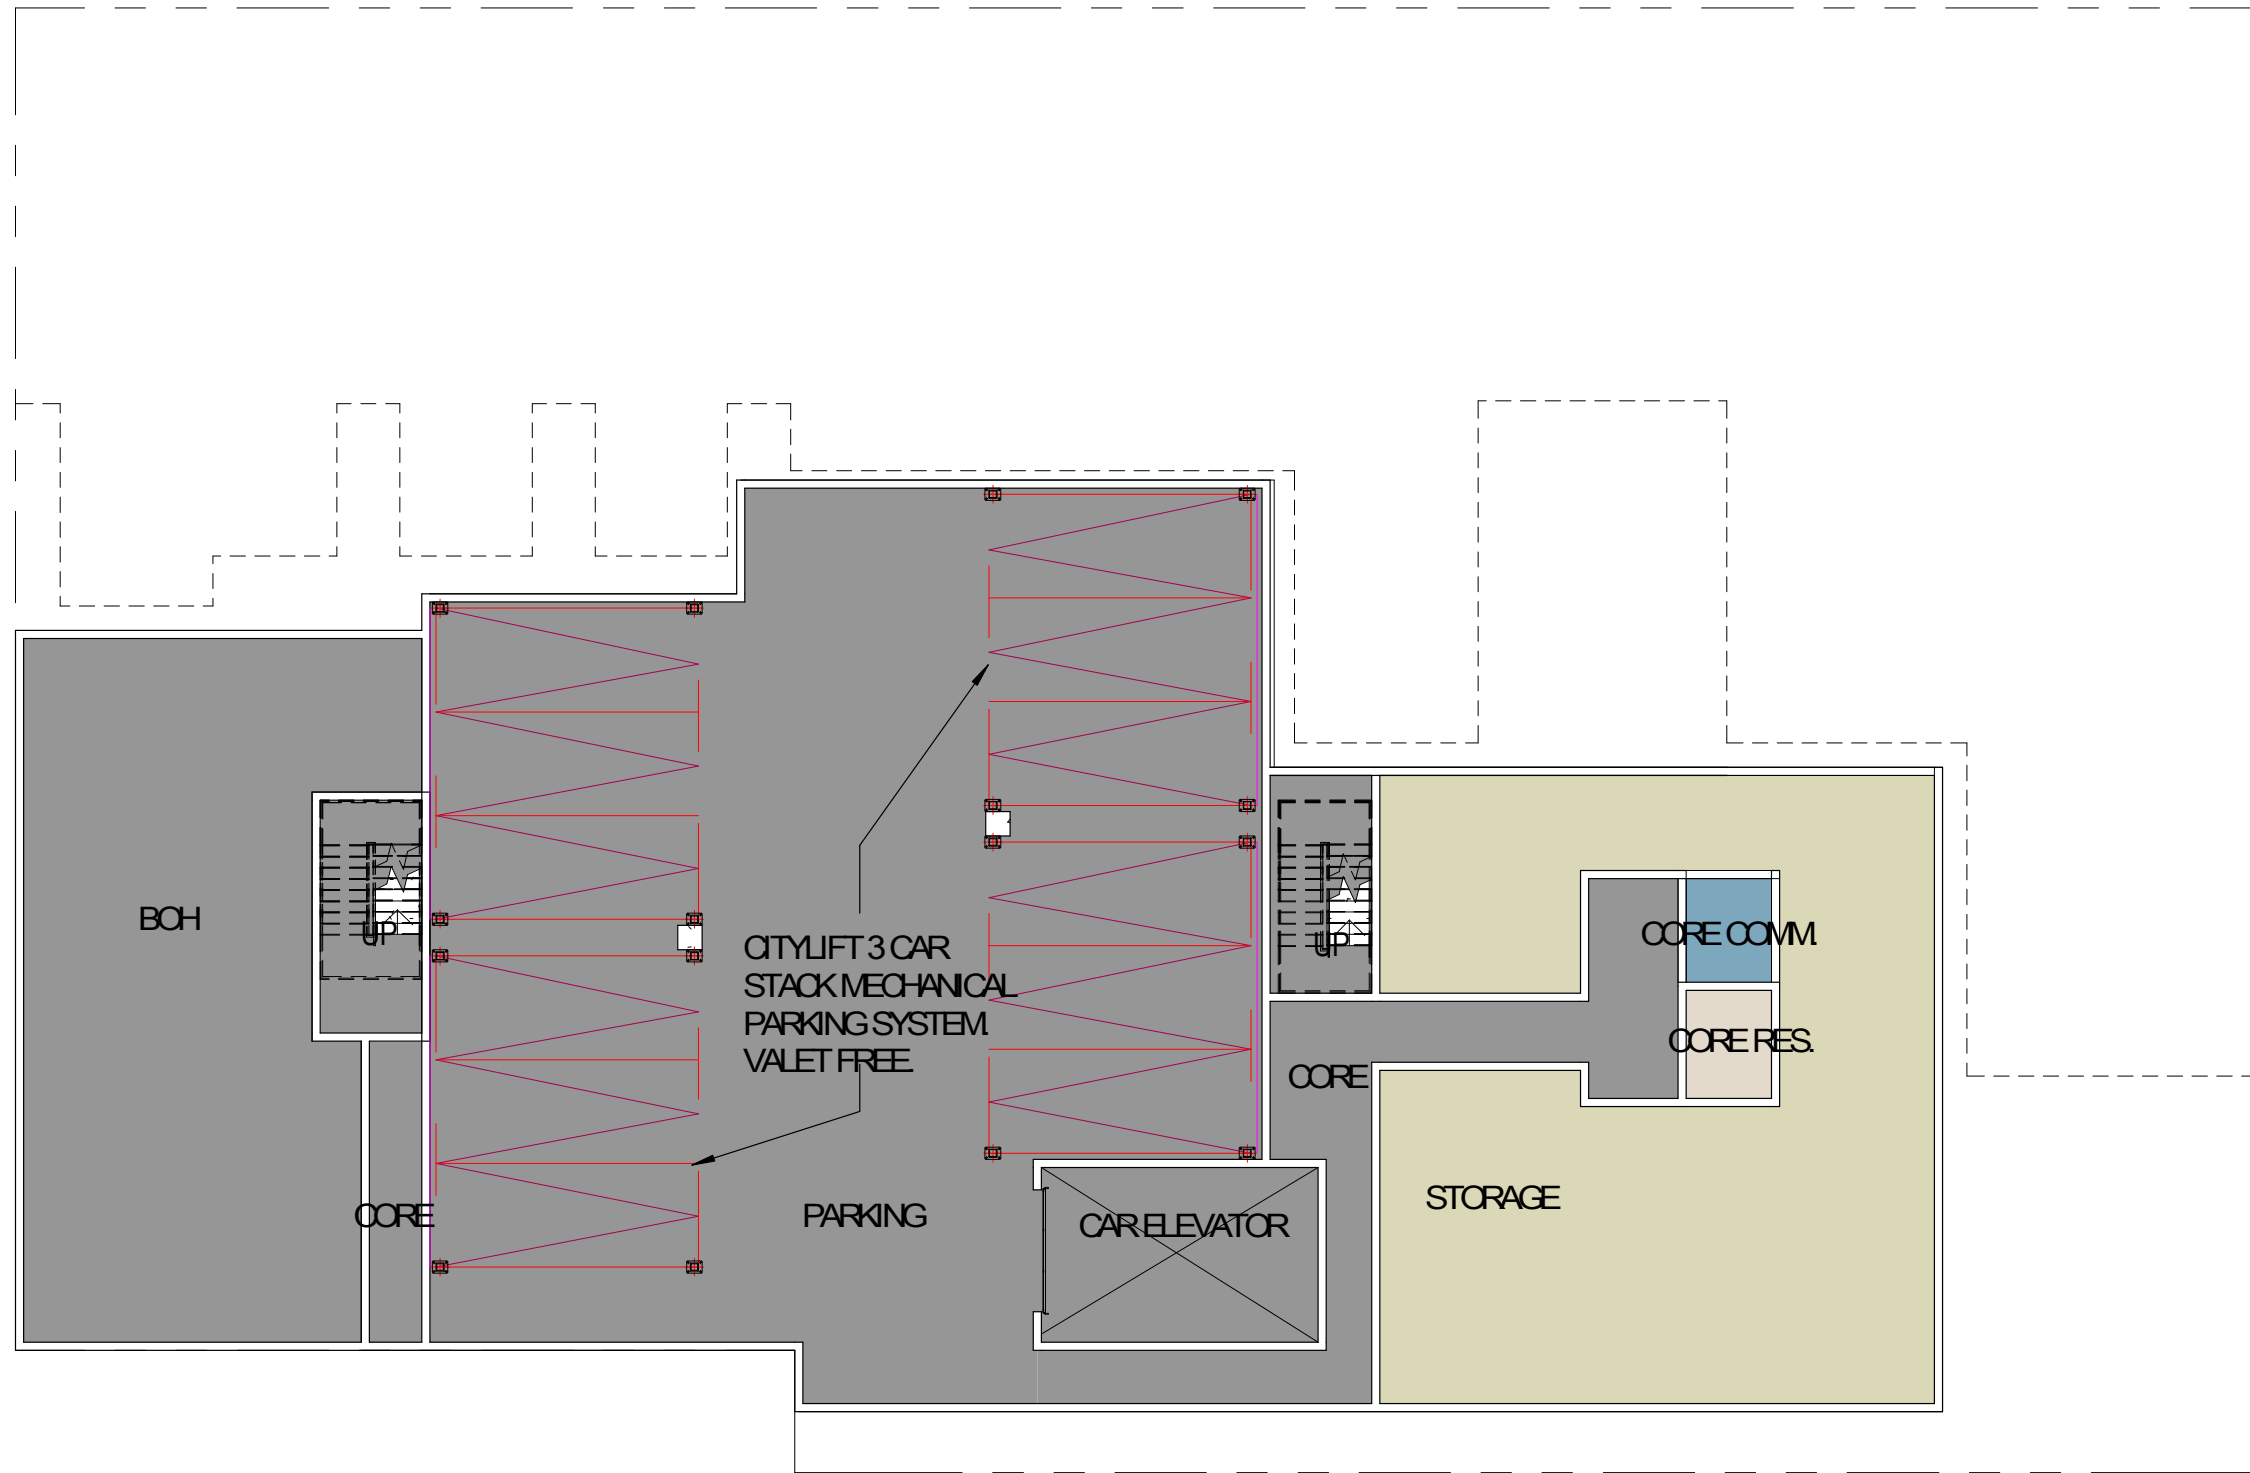 BOH
UP
CITYLIFT 3 CAR
STACK MECHANICAL
PARKING SYSTEM.
VALET FREE.
UP
CORE COMM.
CORE RES.
CORE
STORAGE
CORE
PARKING
CAR ELEVATOR